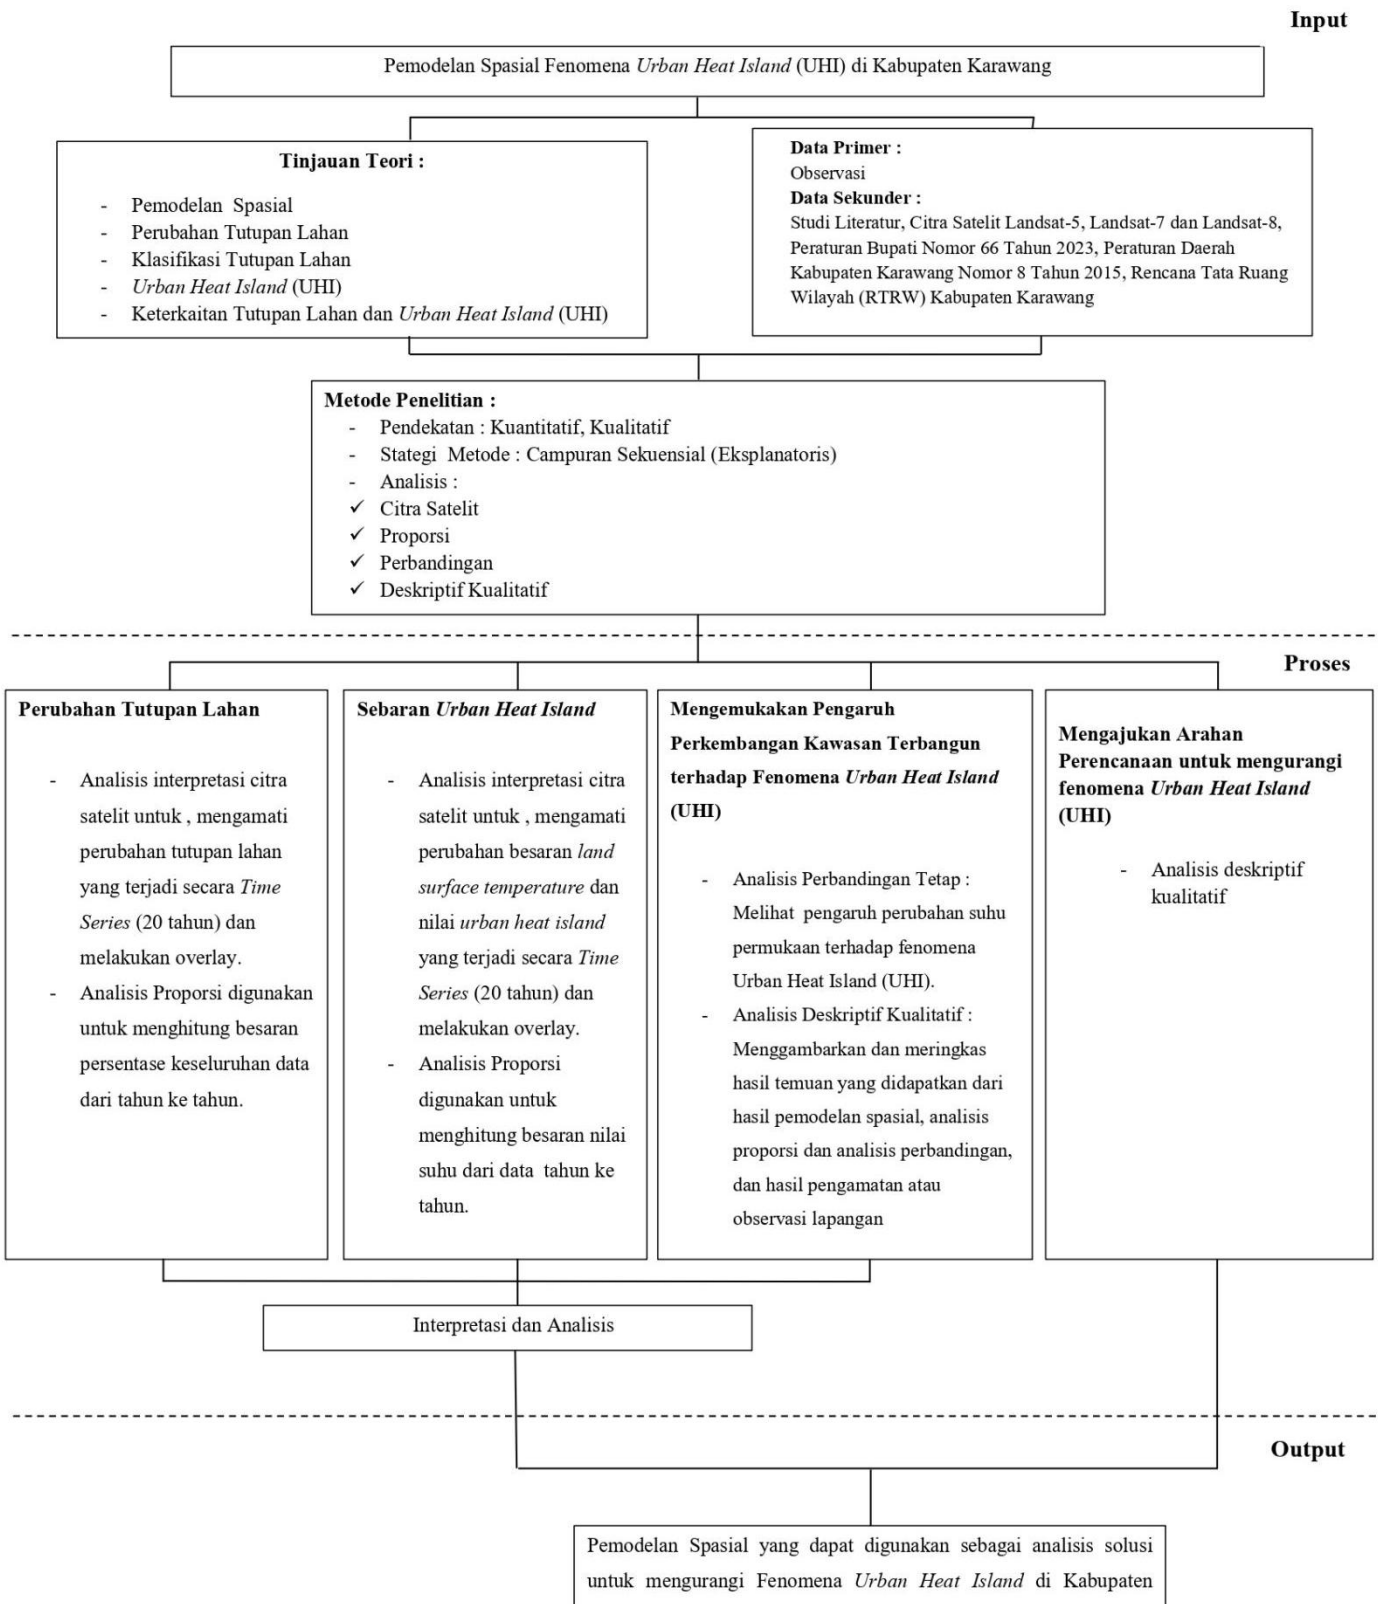 Input
Pemodelan Spasial Fenomena Urban Heat Island (UHI) di Kabupaten Karawang
Tinjauan Teori :
- Pemodelan Spasial
- Perubahan Tutupan Lahan
- Klasifikasi Tutupan Lahan
- Urban Heat Island (UHI)
- Keterkaitan Tutupan Lahan dan Urban Heat Island (UHI)
Data Primer :
Observasi
Data Sekunder :
Studi Literatur, Citra Satelit Landsat-5, Landsat-7 dan Landsat-8,
Peraturan Bupati Nomor 66 Tahun 2023, Peraturan Daerah
Kabupaten Karawang Nomor 8 Tahun 2015, Rencana Tata Ruang
Wilayah (RTRW) Kabupaten Karawang
Metode Penelitian :
- Pendekatan : Kuantitatif, Kualitatif
- Stategi Metode : Campuran Sekuensial (Eksplanatoris)
- Analisis :
✓ Citra Satelit
✓ Proporsi
✓ Perbandingan
✓ Deskriptif Kualitatif
Proses
Perubahan Tutupan Lahan
- Analisis interpretasi citra
satelit untuk , mengamati
perubahan tutupan lahan
yang terjadi secara Time
Series (20 tahun) dan
melakukan overlay.
- Analisis Proporsi digunakan
untuk menghitung besaran
persentase keseluruhan data
dari tahun ke tahun.
Sebaran Urban Heat Island
- Analisis interpretasi citra
satelit untuk , mengamati
perubahan besaran land
surface temperature dan
nilai urban heat island
yang terjadi secara Time
Series (20 tahun) dan
melakukan overlay.
- Analisis Proporsi
digunakan untuk
menghitung besaran nilai
suhu dari data tahun ke
tahun.
Mengemukakan Pengaruh
Perkembangan Kawasan Terbangun
terhadap Fenomena Urban Heat Island
(UHI)
- Analisis Perbandingan Tetap :
Melihat pengaruh perubahan suhu
permukaan terhadap fenomena
Urban Heat Island (UHI).
- Analisis Deskriptif Kualitatif :
Menggambarkan dan meringkas
hasil temuan yang didapatkan dari
hasil pemodelan spasial, analisis
proporsi dan analisis perbandingan,
dan hasil pengamatan atau
observasi lapangan
Mengajukan Arahan
Perencanaan untuk mengurangi
fenomena Urban Heat Island
(UHI)
- Analisis deskriptif
kualitatif
Interpretasi dan Analisis
Output
Pemodelan Spasial yang dapat digunakan sebagai analisis solusi
untuk mengurangi Fenomena Urban Heat Island di Kabupaten